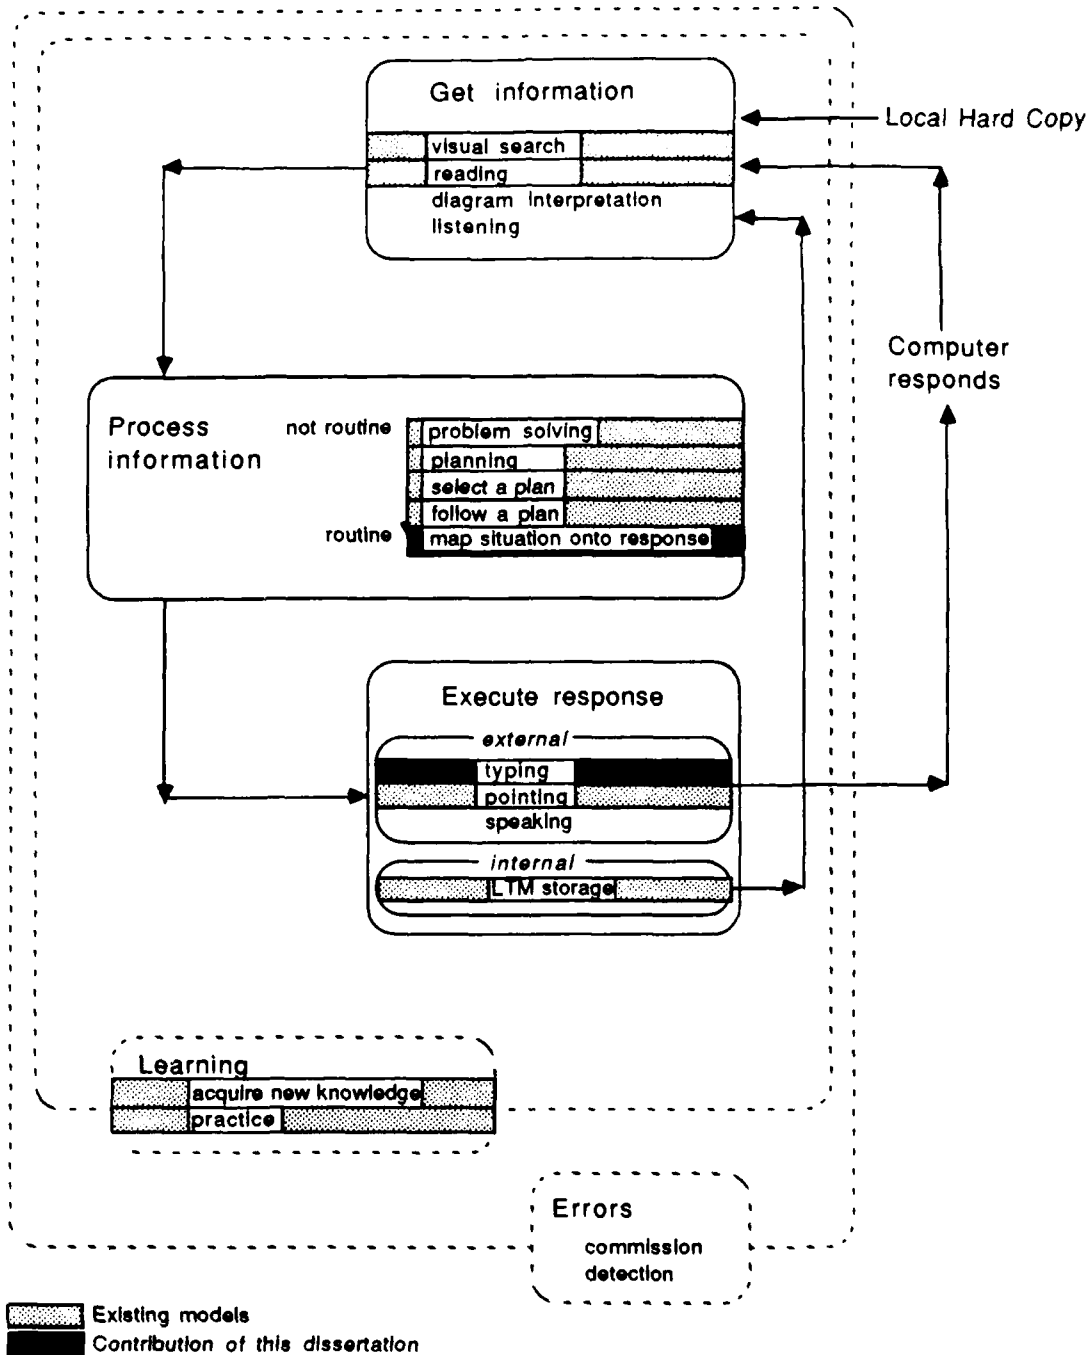 Get information
Local Hard Copy
visual search
reading
diagram interpretation
listening
Computer
responds
Process
information
not routine
problem solving
planning
select a plan
follow a plan
routine
map situation onto response
Execute response
external
typing
pointing
speaking
internal
LTM storage
Learning
acquire new knowledge
practice
Errors
commission
detection
Existing models
Contribution of this dissertation